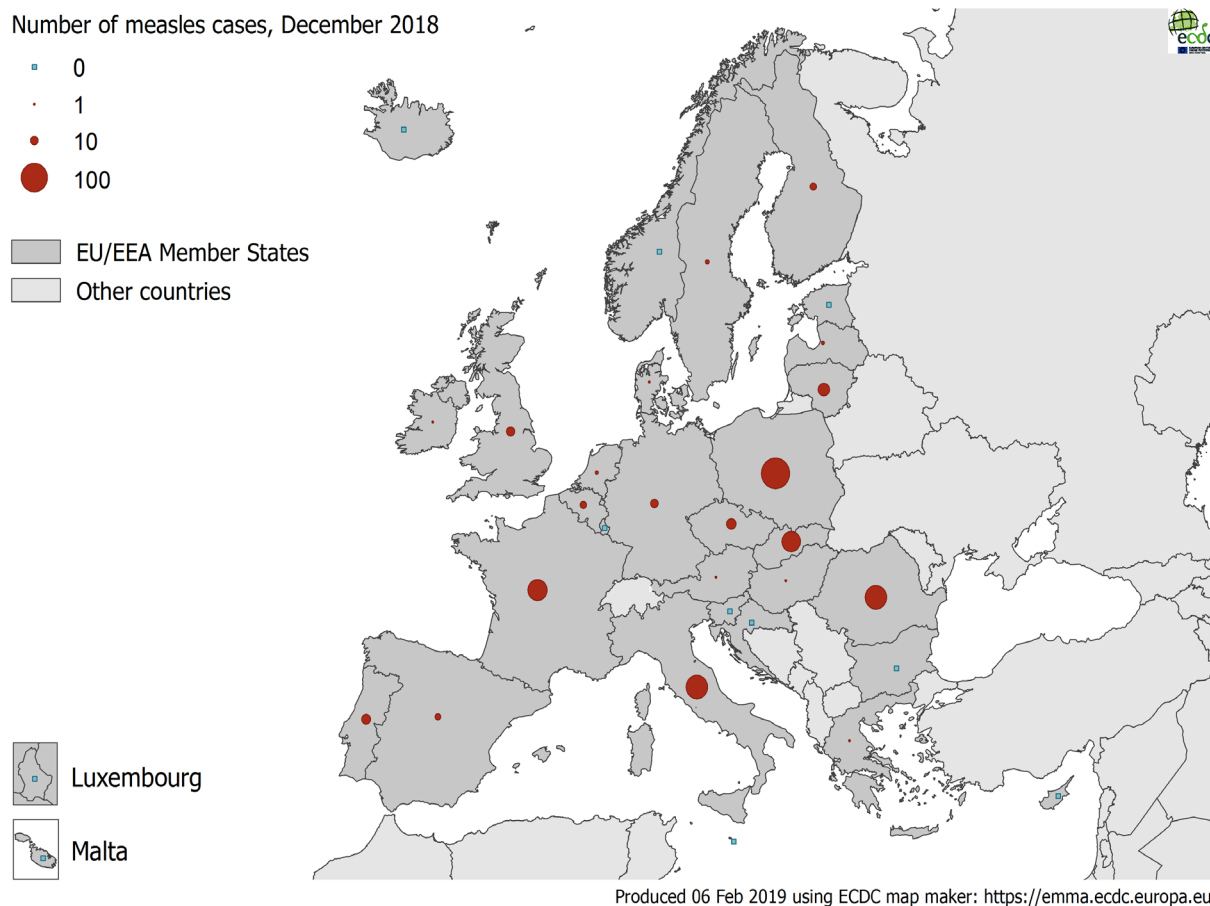 Number of measles cases, December 2018
0
1
10
100
EU/EEA Member States
Other countries
Luxembourg
Malta
Produced 06 Feb 2019 using ECDC map maker: https://emma.ecdc.europa.eu